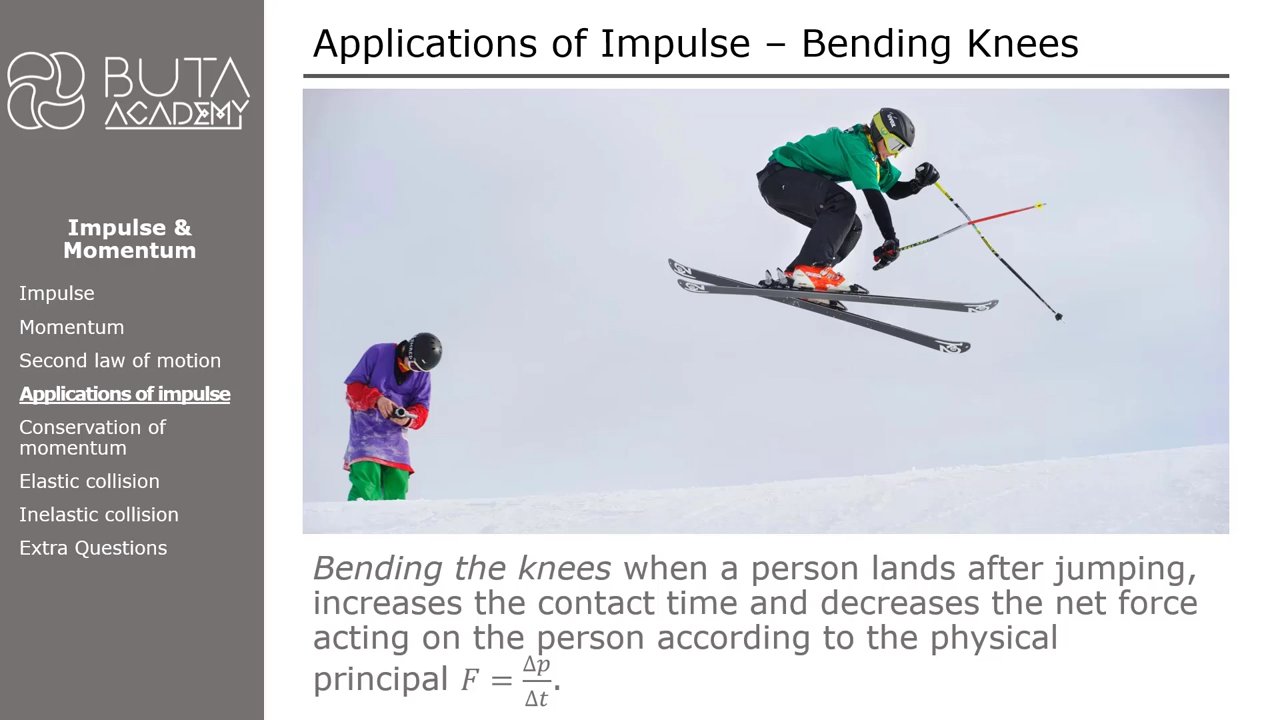 BUTA
ACADEMY
Impulse &
Momentum
Impulse
Momentum
Second law of motion
Applications of impulse
Conservation of
momentum
Elastic collision
Inelastic collision
Extra Questions
Applications of Impulse – Bending Knees
Bending the knees when a person lands after jumping,
increases the contact time and decreases the net force
acting on the person according to the physical
principal F = Δp/Δt.